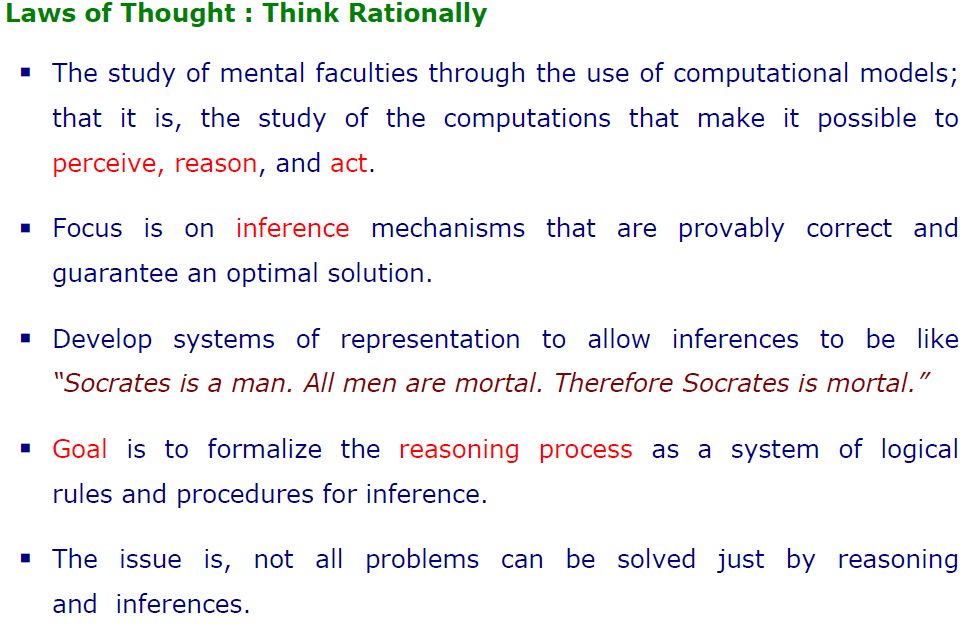 Laws of Thought : Think Rationally
▪ The study of mental faculties through the use of computational models;
that it is, the study of the computations that make it possible to
perceive, reason, and act.
▪ Focus is on inference mechanisms that are provably correct and
guarantee an optimal solution.
▪ Develop systems of representation to allow inferences to be like
“Socrates is a man. All men are mortal. Therefore Socrates is mortal.”
▪ Goal is to formalize the reasoning process as a system of logical
rules and procedures for inference.
▪ The issue is, not all problems can be solved just by reasoning
and inferences.